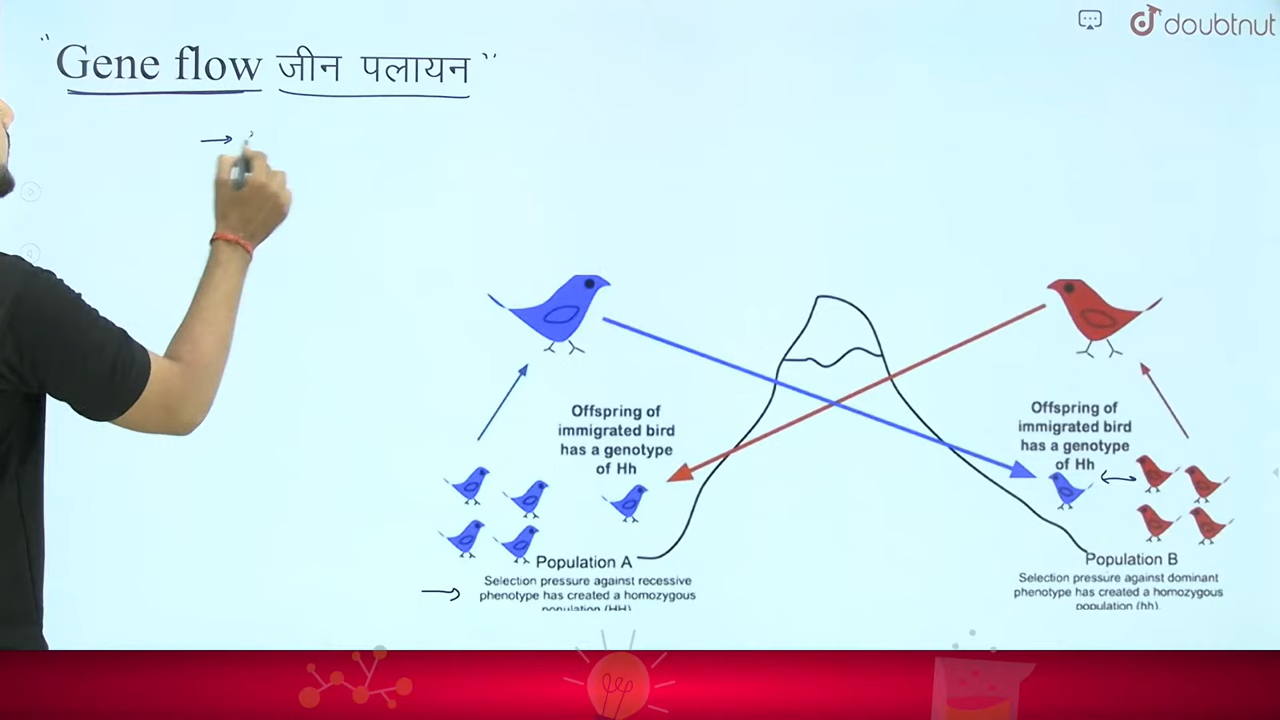 doubtnut
"Gene flow जीन पलायन"
Offspring of
immigrated bird
has a genotype
of Hh
Offspring of
immigrated bird
has a genotype
of Hh
Population A
Selection pressure against recessive
phenotype has created a homozygous
population (HH)
Population B
Selection pressure against dominant
phenotype has created a homozygous
population (hh).